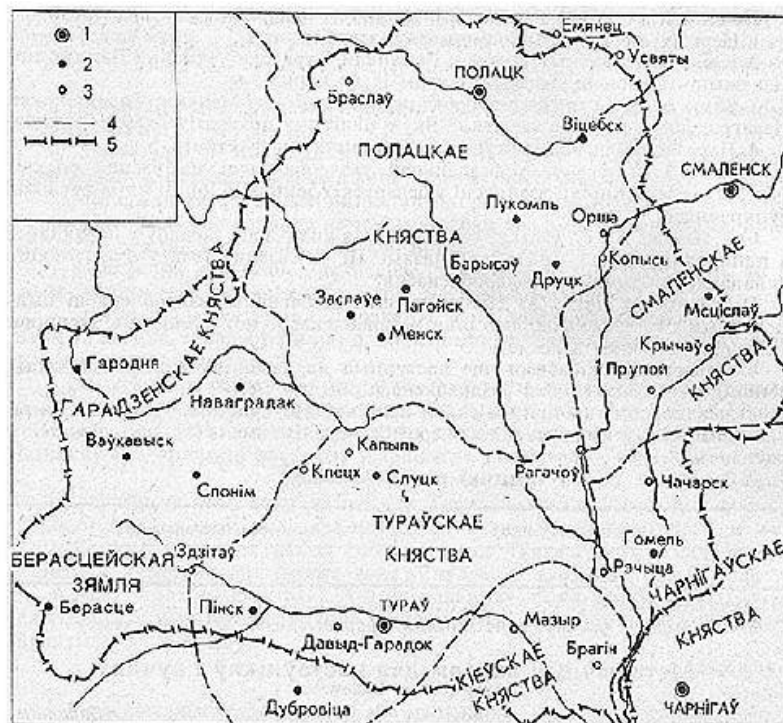 1
2
3
4
5
Емянец
Усвяты
ПОЛАЦК
Браслаў
Віцебск
ПОЛАЦКАЕ
СМАЛЕНСК
Лукомль
Орша
КНЯСТВА
Копысь
Барысаў
Друцк
СМАЛЕНСКАЕ
Лагойск
Заслаўе
Мсціслаў
Менск
Крычаў
Гародня
Прупой
КНЯСТВА
ГАРАДЗЕНСКАЕ КНЯСТВА
Наваградак
Ваўкавыск
Капыль
Рагачоў
Клецк
Слуцк
Слонім
Чачарск
ТУРАЎСКАЕ
Гомель
КНЯСТВА
БЕРАСЦЕЙСКАЯ
Здзітаў
ЗЯМЛЯ
Рэчыца
ЧАРНІГАЎСКАЕ
Берасце
Пінск
ТУРАЎ
Мазыр
Давыд-Гарадок
КНЯСТВА
Брагін
КІЕЎСКАЕ
КНЯСТВА
Дубровіца
ЧАРНІГАЎ